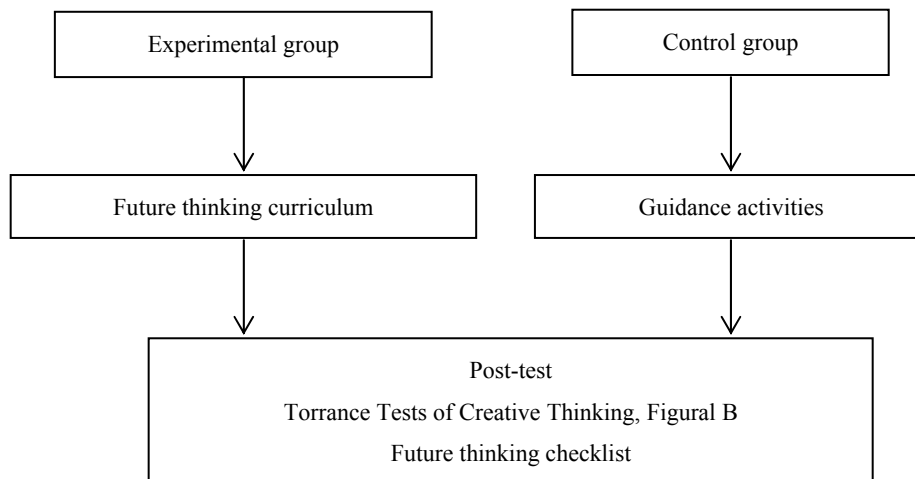 Experimental group
Control group
Future thinking curriculum
Guidance activities
Post-test
Torrance Tests of Creative Thinking, Figural B
Future thinking checklist